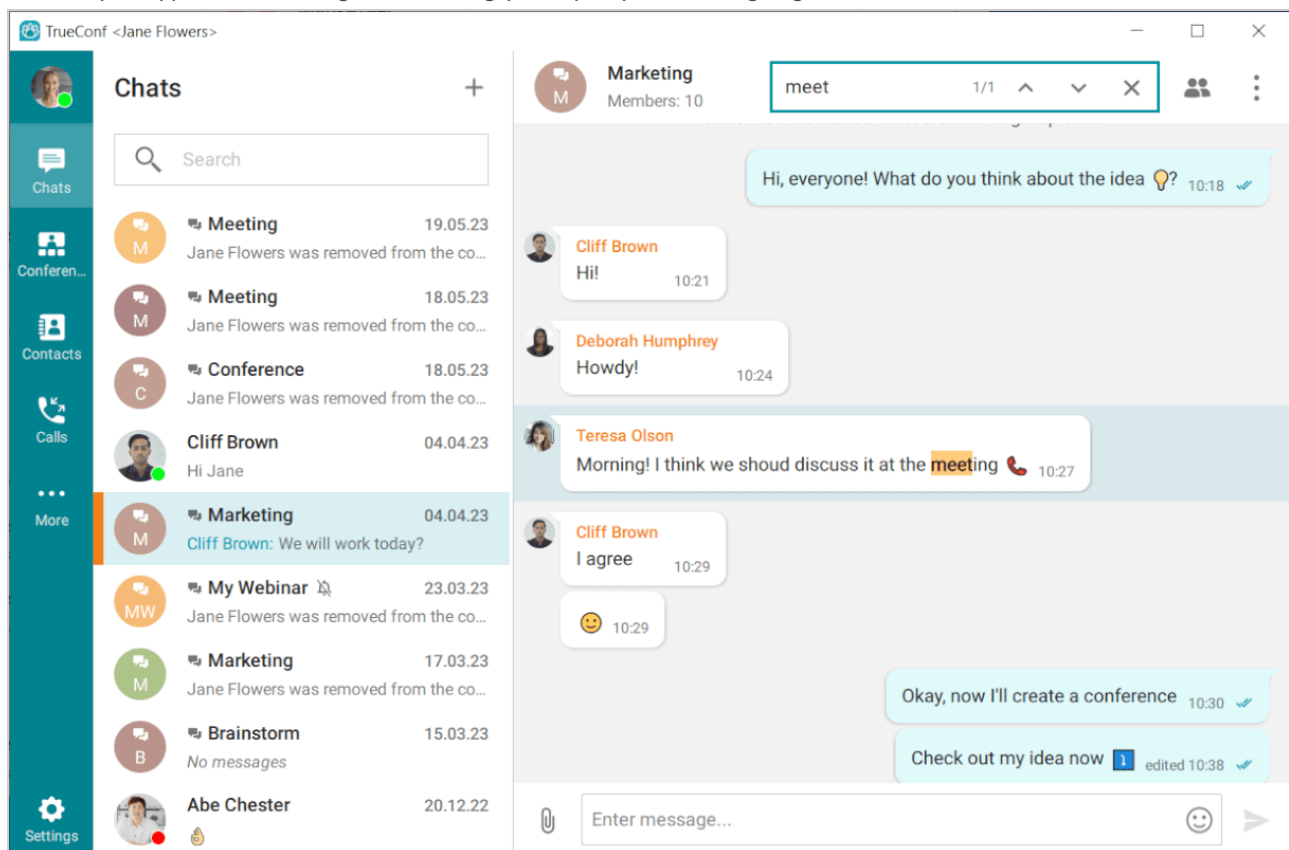 TrueConf <Jane Flowers>
Chats
Conferen...
Contacts
Calls
More
Settings
Chats
Search
M
Meeting 19.05.23
Jane Flowers was removed from the co...
M
Meeting 18.05.23
Jane Flowers was removed from the co...
C
Conference 18.05.23
Jane Flowers was removed from the co...
Cliff Brown 04.04.23
Hi Jane
M
Marketing 04.04.23
Cliff Brown: We will work today?
MW
My Webinar 23.03.23
Jane Flowers was removed from the co...
M
Marketing 17.03.23
Jane Flowers was removed from the co...
B
Brainstorm 15.03.23
No messages
Abe Chester 20.12.22
👌
M
Marketing
Members: 10
meet 1/1
Hi, everyone! What do you think about the idea 💡? 10:18
Cliff Brown
Hi! 10:21
Deborah Humphrey
Howdy! 10:24
Teresa Olson
Morning! I think we shoud discuss it at the meeting 📞 10:27
Cliff Brown
I agree 10:29
🙂 10:29
Okay, now I'll create a conference 10:30
Check out my idea now ⤵️ edited 10:38
Enter message...